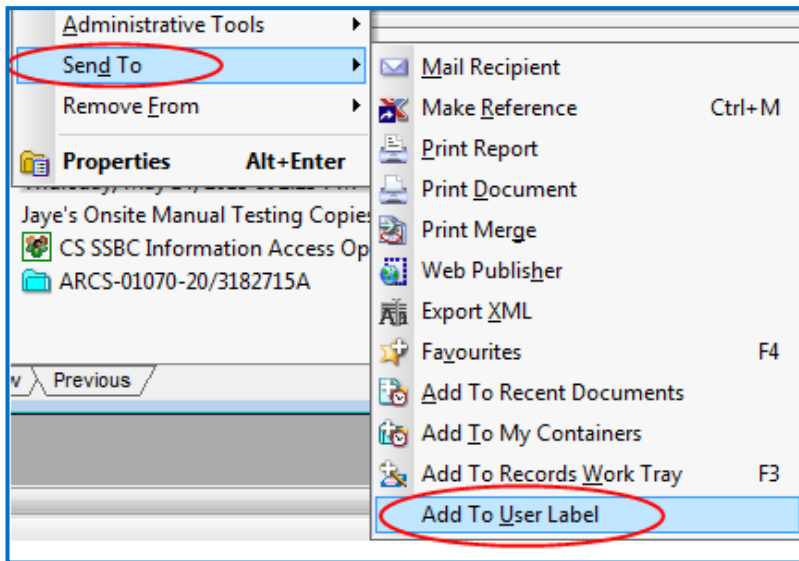 Administrative Tools
Send To
Remove From
Properties Alt+Enter
Jaye's Onsite Manual Testing Copies
CS SSBC Information Access Op
ARCS-01070-20/3182715A
Previous
Mail Recipient
Make Reference Ctrl+M
Print Report
Print Document
Print Merge
Web Publisher
Export XML
Favourites F4
Add To Recent Documents
Add To My Containers
Add To Records Work Tray F3
Add To User Label